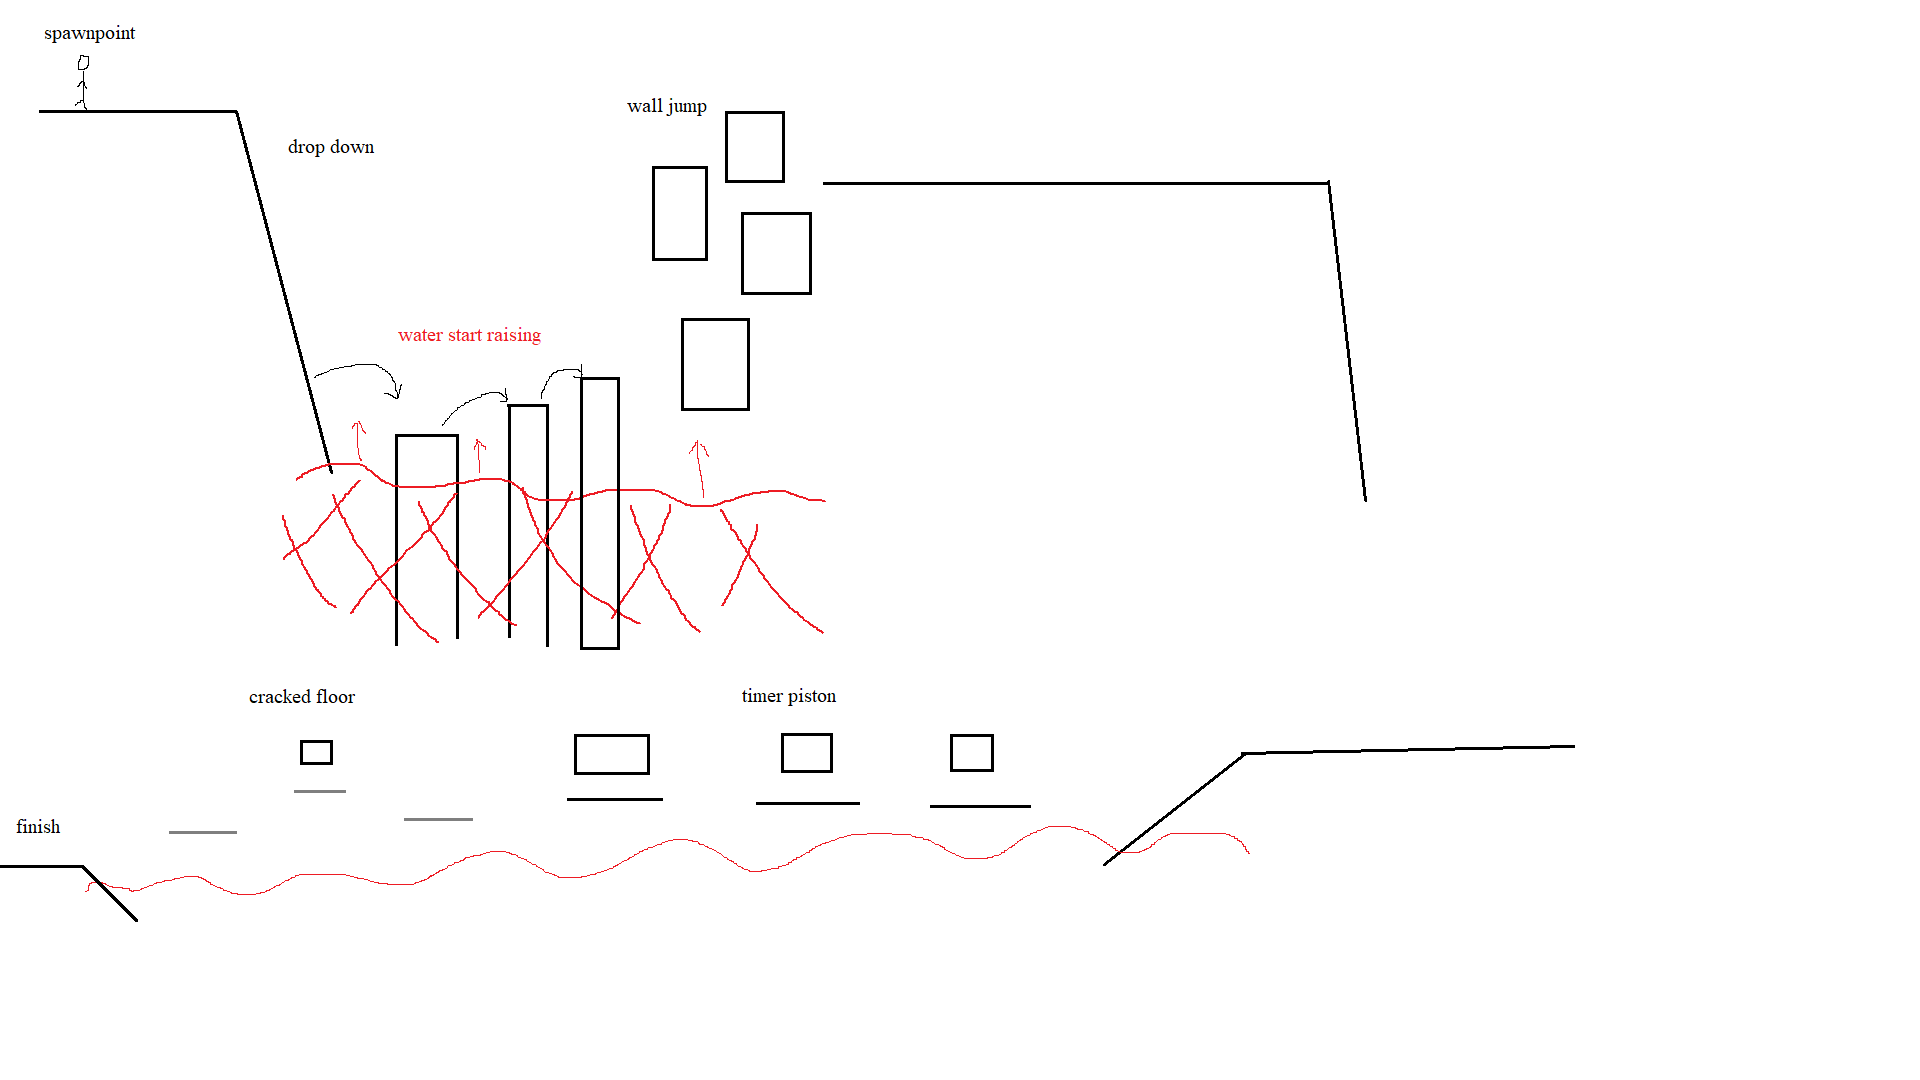 spawnpoint
wall jump
drop down
water start raising
cracked floor
timer piston
finish